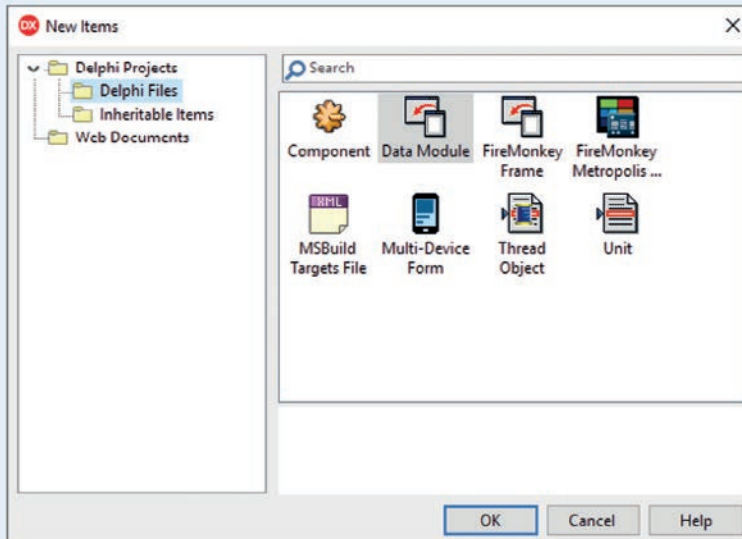 DX New Items
Delphi Projects
Delphi Files
Inheritable Items
Web Documents
Search
Component Data Module FireMonkey Frame FireMonkey Metropolis ...
XML
MSBuild Targets File Multi-Device Form Thread Object Unit
OK Cancel Help